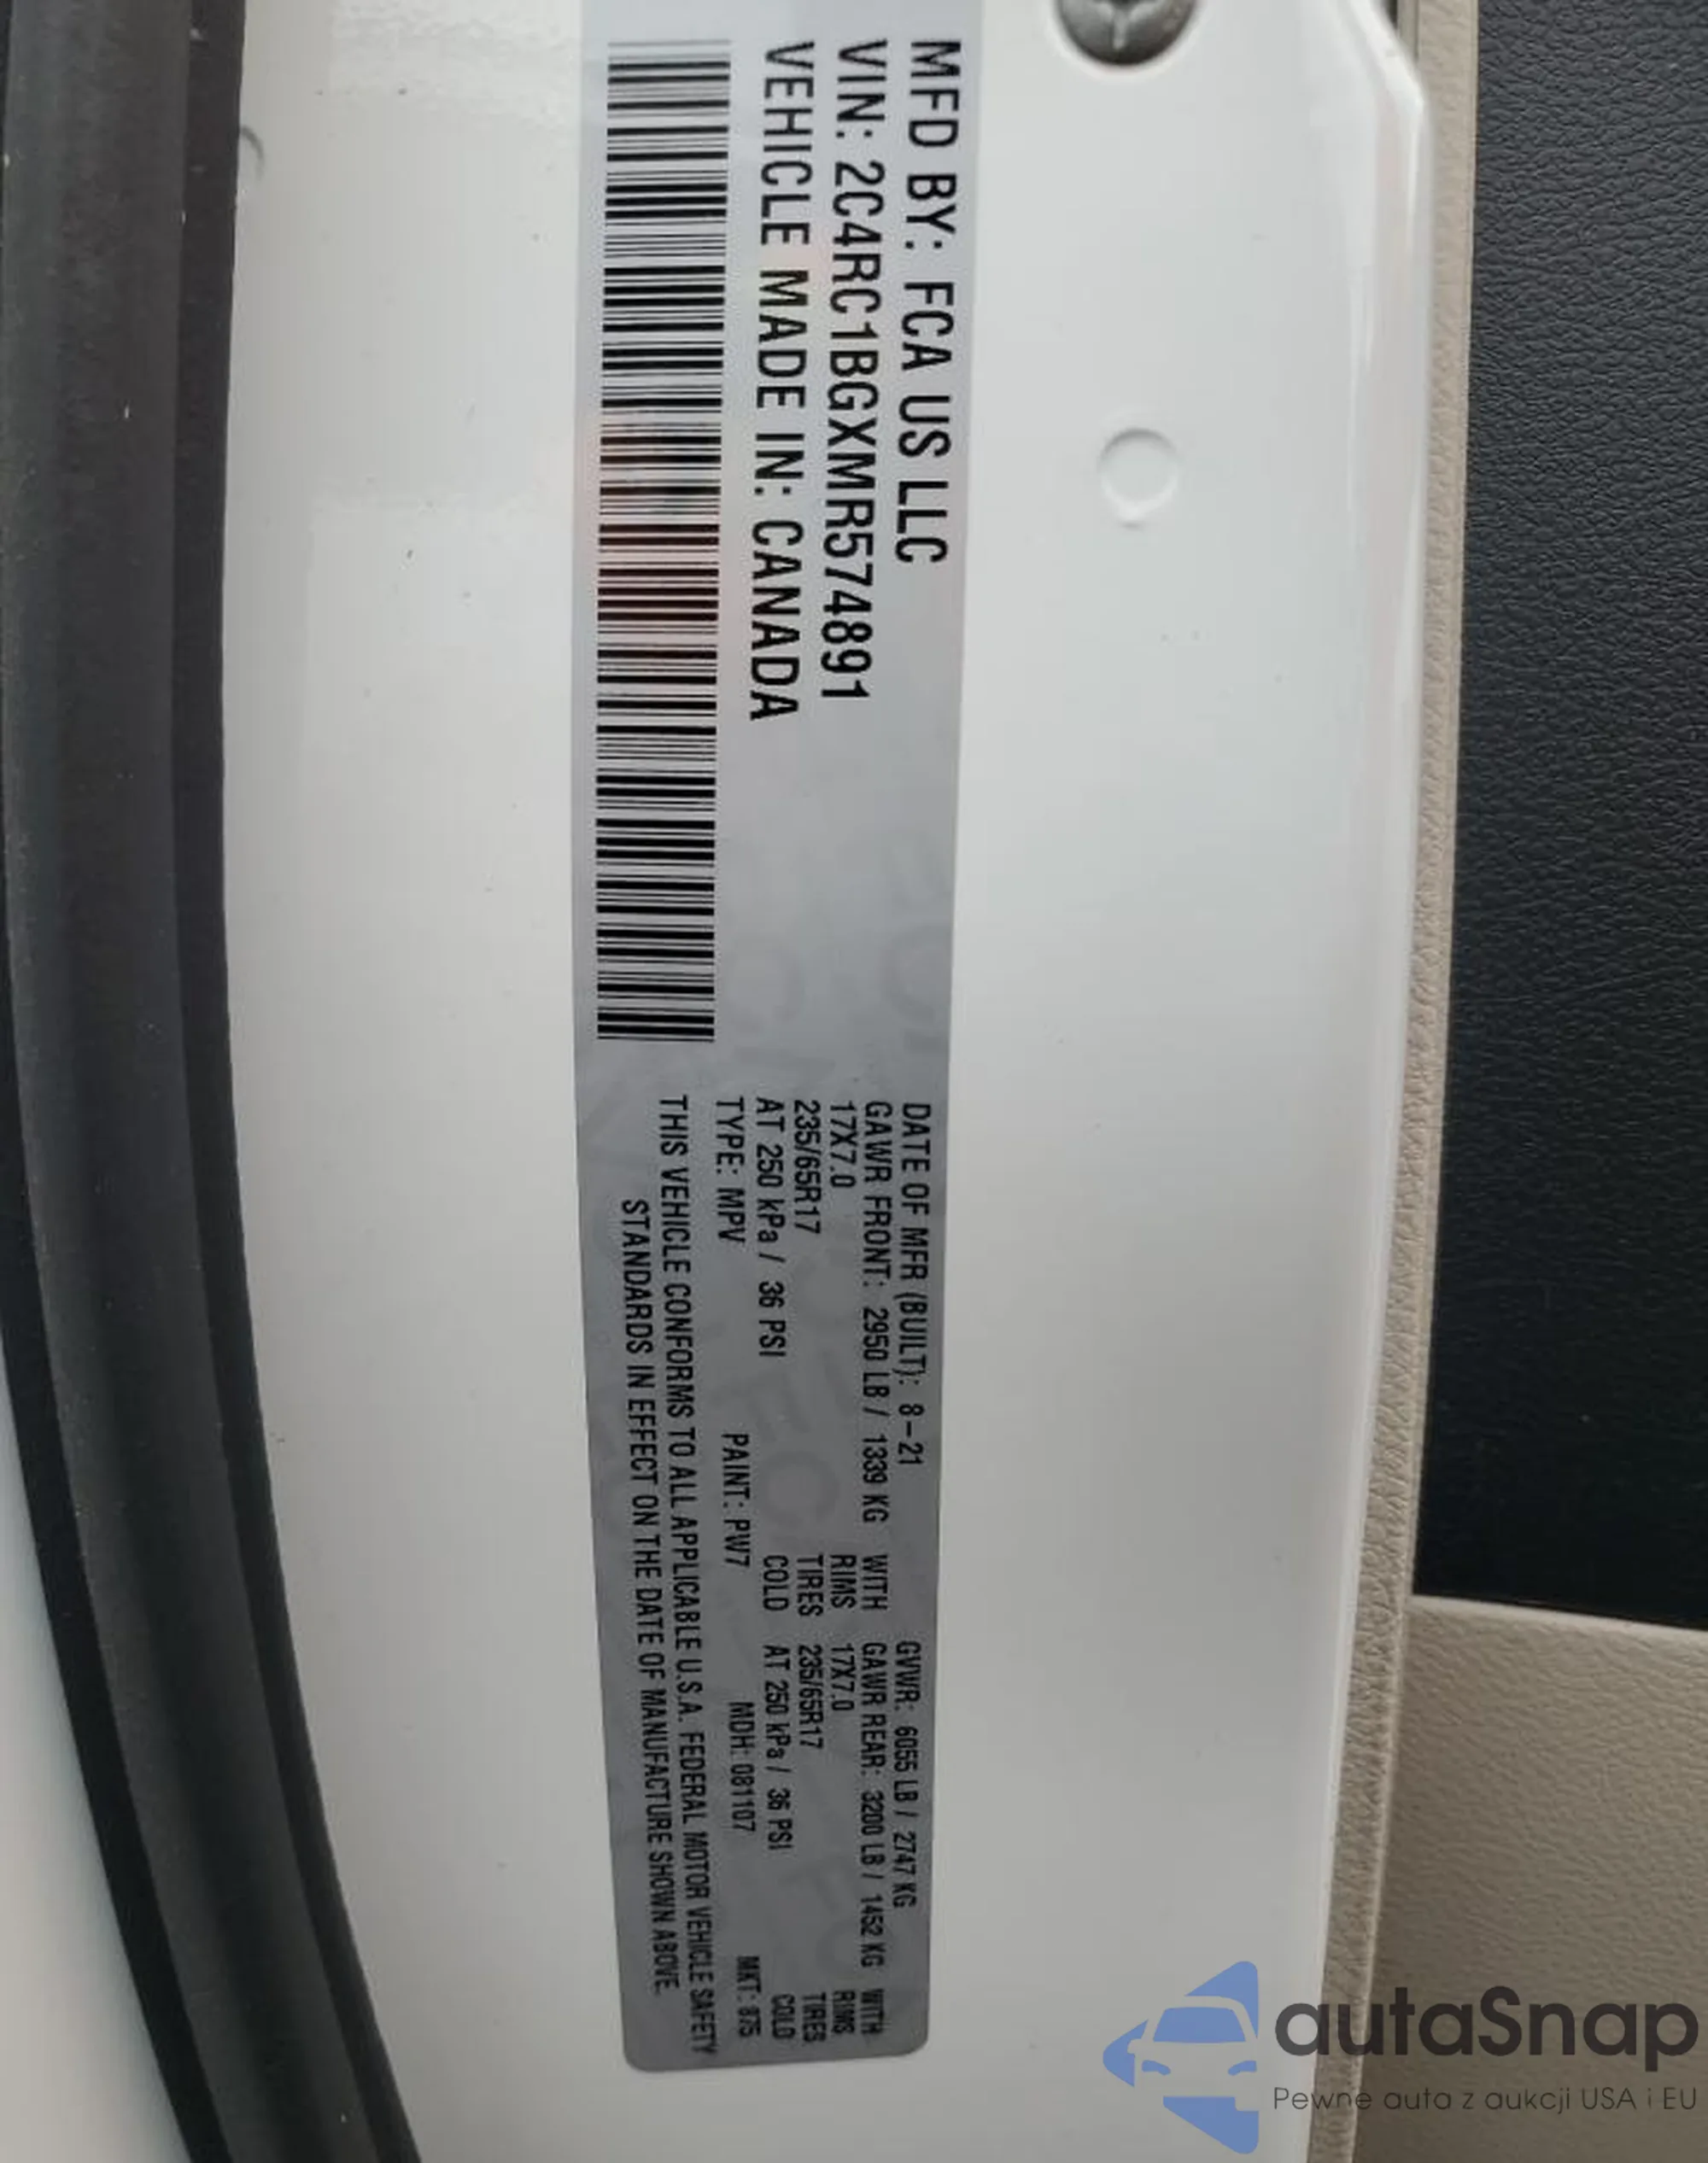 MFD BY: FCA US LLC
VIN: 2C4RC1BGXMR574891
VEHICLE MADE IN: CANADA
DATE OF MFR (BUILT): 8-21 GVWR: 6055 LB / 2747 KG
GAWR FRONT: 2950 LB / 1339 KG WITH GAWR REAR: 3200 LB / 1452 KG WITH
17X7.0 RIMS 17X7.0 RIMS
235/65R17 TIRES 235/65R17 TIRES
AT 250 kPa / 36 PSI COLD AT 250 kPa / 36 PSI COLD
TYPE: MPV PAINT: PW7 MDH: 081107 MKT: 875
THIS VEHICLE CONFORMS TO ALL APPLICABLE U.S.A. FEDERAL MOTOR VEHICLE SAFETY
STANDARDS IN EFFECT ON THE DATE OF MANUFACTURE SHOWN ABOVE.
autaSnap
Pewne auta z aukcji USA i EU